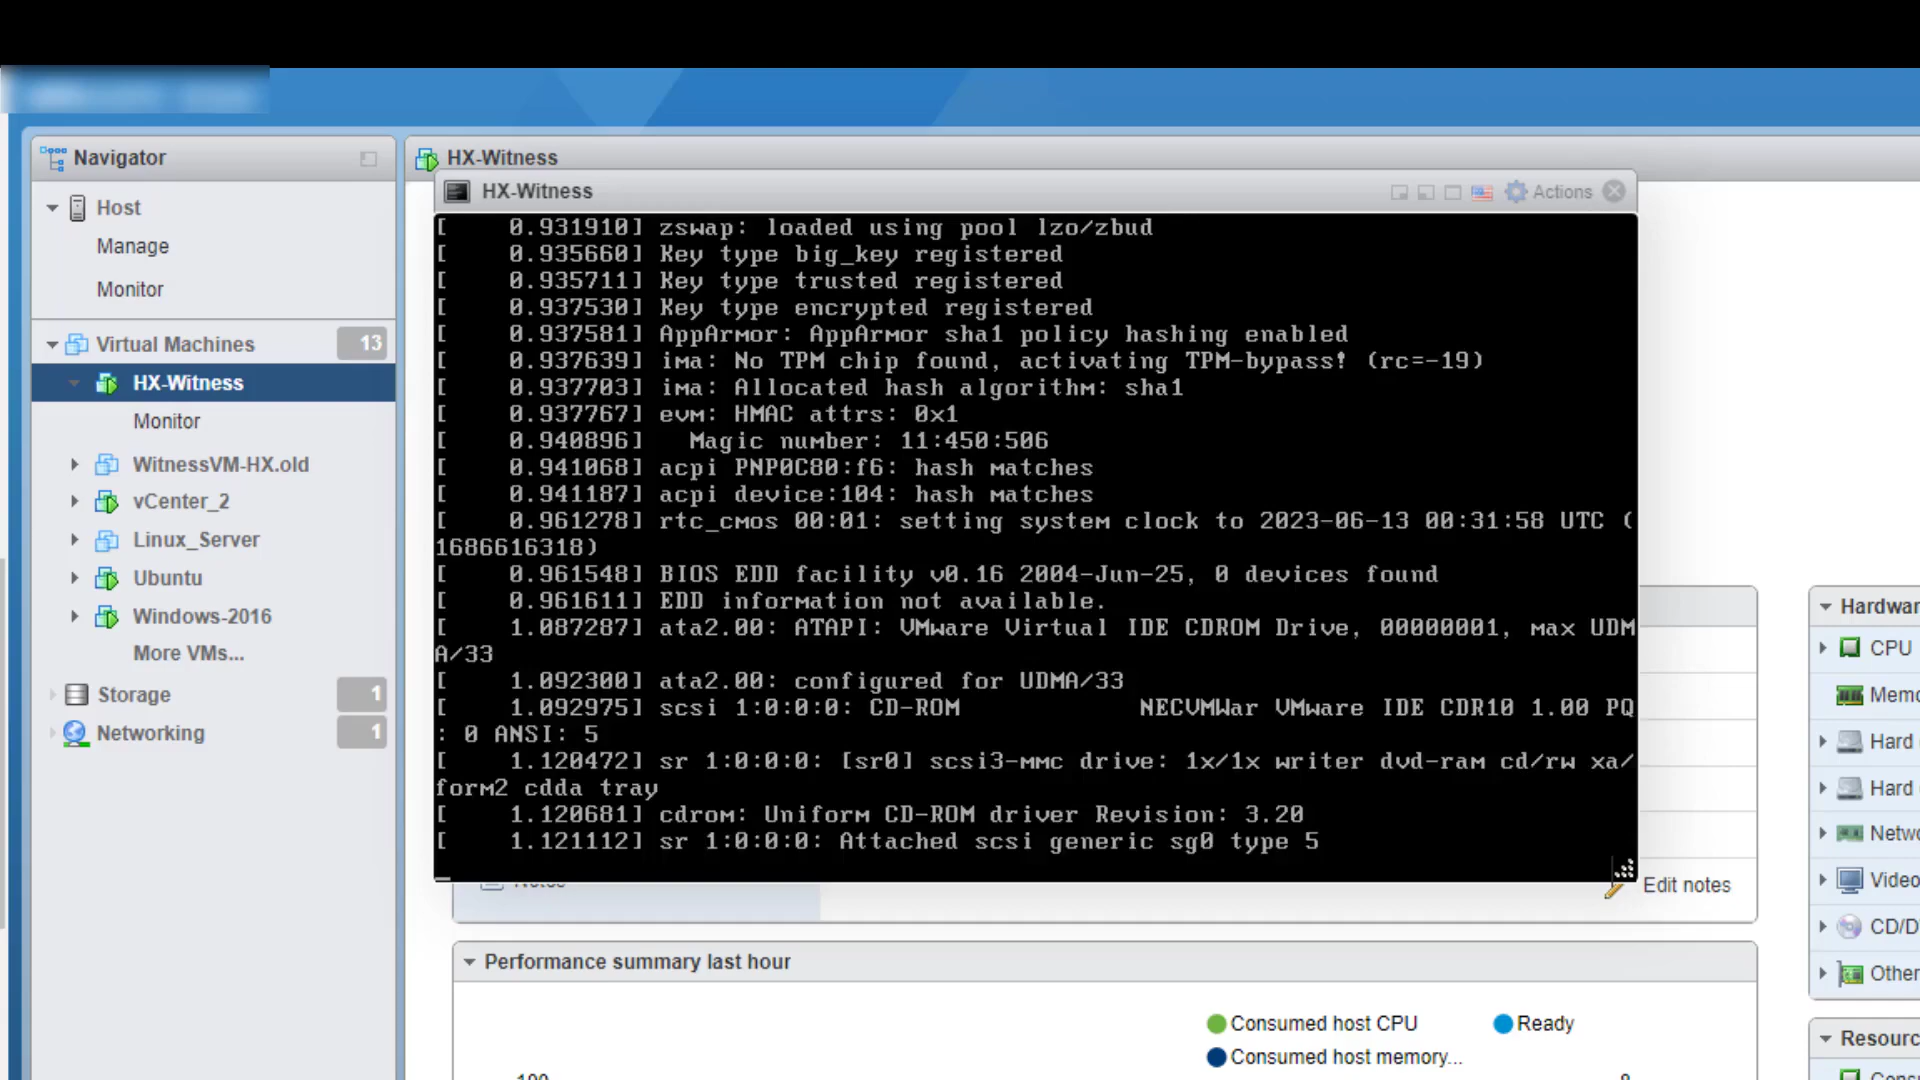 Navigator
Host
Manage
Monitor
Virtual Machines
13
HX-Witness
Monitor
WitnessVM-HX.old
vCenter_2
Linux_Server
Ubuntu
Windows-2016
More VMs...
Storage
1
Networking
1
HX-Witness
HX-Witness
Actions
[    0.931910] zswap: loaded using pool lzo/zbud
[    0.935660] Key type big_key registered
[    0.935711] Key type trusted registered
[    0.937530] Key type encrypted registered
[    0.937581] AppArmor: AppArmor sha1 policy hashing enabled
[    0.937639] ima: No TPM chip found, activating TPM-bypass! (rc=-19)
[    0.937703] ima: Allocated hash algorithm: sha1
[    0.937767] evm: HMAC attrs: 0x1
[    0.940896]   Magic number: 11:450:506
[    0.941068] acpi PNP0C80:f6: hash matches
[    0.941187] acpi device:104: hash matches
[    0.961278] rtc_cmos 00:01: setting system clock to 2023-06-13 00:31:58 UTC (
1686616318)
[    0.961548] BIOS EDD facility v0.16 2004-Jun-25, 0 devices found
[    0.961611] EDD information not available.
[    1.087287] ata2.00: ATAPI: VMware Virtual IDE CDROM Drive, 00000001, max UDM
A/33
[    1.092300] ata2.00: configured for UDMA/33
[    1.092975] scsi 1:0:0:0: CD-ROM            NECVMWar VMware IDE CDR10 1.00 PQ
: 0 ANSI: 5
[    1.120472] sr 1:0:0:0: [sr0] scsi3-mmc drive: 1x/1x writer dvd-ram cd/rw xa/
form2 cdda tray
[    1.120681] cdrom: Uniform CD-ROM driver Revision: 3.20
[    1.121112] sr 1:0:0:0: Attached scsi generic sg0 type 5
Edit notes
Performance summary last hour
Consumed host CPU
Ready
Consumed host memory...
Hardwar
CPU
Memo
Hard
Hard
Netwo
Video
CD/D
Other
Resourc